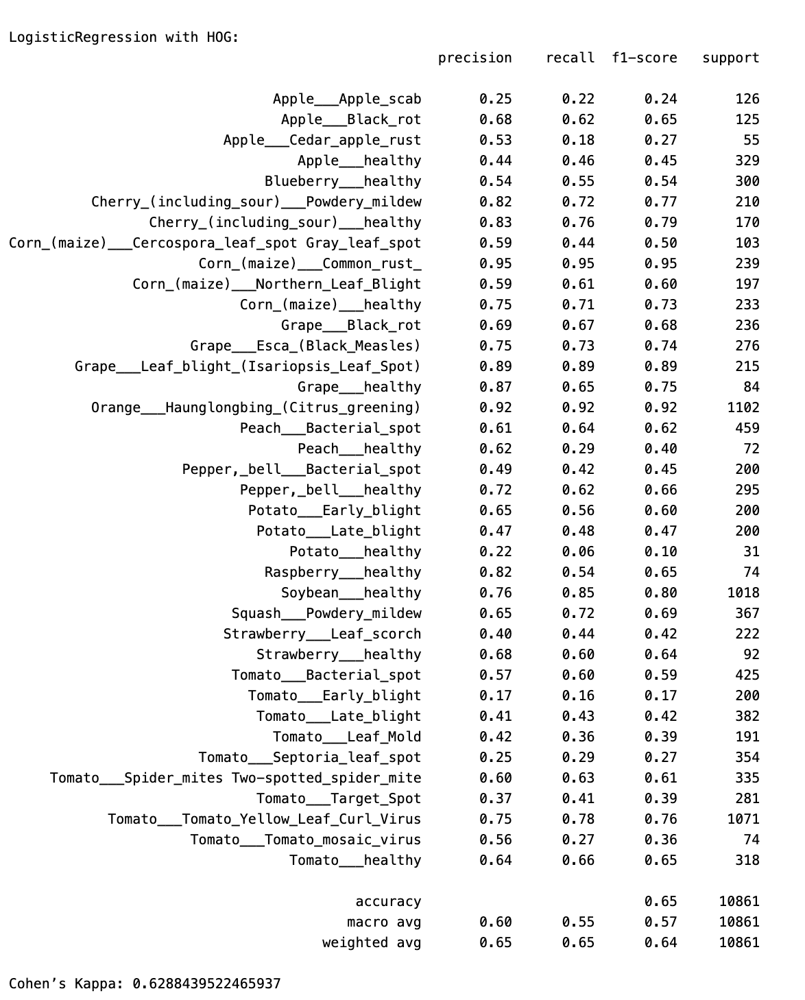 LogisticRegression with HOG:
precision recall f1-score support
Apple___Apple_scab 0.25 0.22 0.24 126
Apple___Black_rot 0.68 0.62 0.65 125
Apple___Cedar_apple_rust 0.53 0.18 0.27 55
Apple___healthy 0.44 0.46 0.45 329
Blueberry___healthy 0.54 0.55 0.54 300
Cherry_(including_sour)___Powdery_mildew 0.82 0.72 0.77 210
Cherry_(including_sour)___healthy 0.83 0.76 0.79 170
Corn_(maize)___Cercospora_leaf_spot Gray_leaf_spot 0.59 0.44 0.50 103
Corn_(maize)___Common_rust_ 0.95 0.95 0.95 239
Corn_(maize)___Northern_Leaf_Blight 0.59 0.61 0.60 197
Corn_(maize)___healthy 0.75 0.71 0.73 233
Grape___Black_rot 0.69 0.67 0.68 236
Grape___Esca_(Black_Measles) 0.75 0.73 0.74 276
Grape___Leaf_blight_(Isariopsis_Leaf_Spot) 0.89 0.89 0.89 215
Grape___healthy 0.87 0.65 0.75 84
Orange___Haunglongbing_(Citrus_greening) 0.92 0.92 0.92 1102
Peach___Bacterial_spot 0.61 0.64 0.62 459
Peach___healthy 0.62 0.29 0.40 72
Pepper,_bell___Bacterial_spot 0.49 0.42 0.45 200
Pepper,_bell___healthy 0.72 0.62 0.66 295
Potato___Early_blight 0.65 0.56 0.60 200
Potato___Late_blight 0.47 0.48 0.47 200
Potato___healthy 0.22 0.06 0.10 31
Raspberry___healthy 0.82 0.54 0.65 74
Soybean___healthy 0.76 0.85 0.80 1018
Squash___Powdery_mildew 0.65 0.72 0.69 367
Strawberry___Leaf_scorch 0.40 0.44 0.42 222
Strawberry___healthy 0.68 0.60 0.64 92
Tomato___Bacterial_spot 0.57 0.60 0.59 425
Tomato___Early_blight 0.17 0.16 0.17 200
Tomato___Late_blight 0.41 0.43 0.42 382
Tomato___Leaf_Mold 0.42 0.36 0.39 191
Tomato___Septoria_leaf_spot 0.25 0.29 0.27 354
Tomato___Spider_mites Two-spotted_spider_mite 0.60 0.63 0.61 335
Tomato___Target_Spot 0.37 0.41 0.39 281
Tomato___Tomato_Yellow_Leaf_Curl_Virus 0.75 0.78 0.76 1071
Tomato___Tomato_mosaic_virus 0.56 0.27 0.36 74
Tomato___healthy 0.64 0.66 0.65 318
accuracy 0.65 10861
macro avg 0.60 0.55 0.57 10861
weighted avg 0.65 0.65 0.64 10861
Cohen’s Kappa: 0.6288439522465937